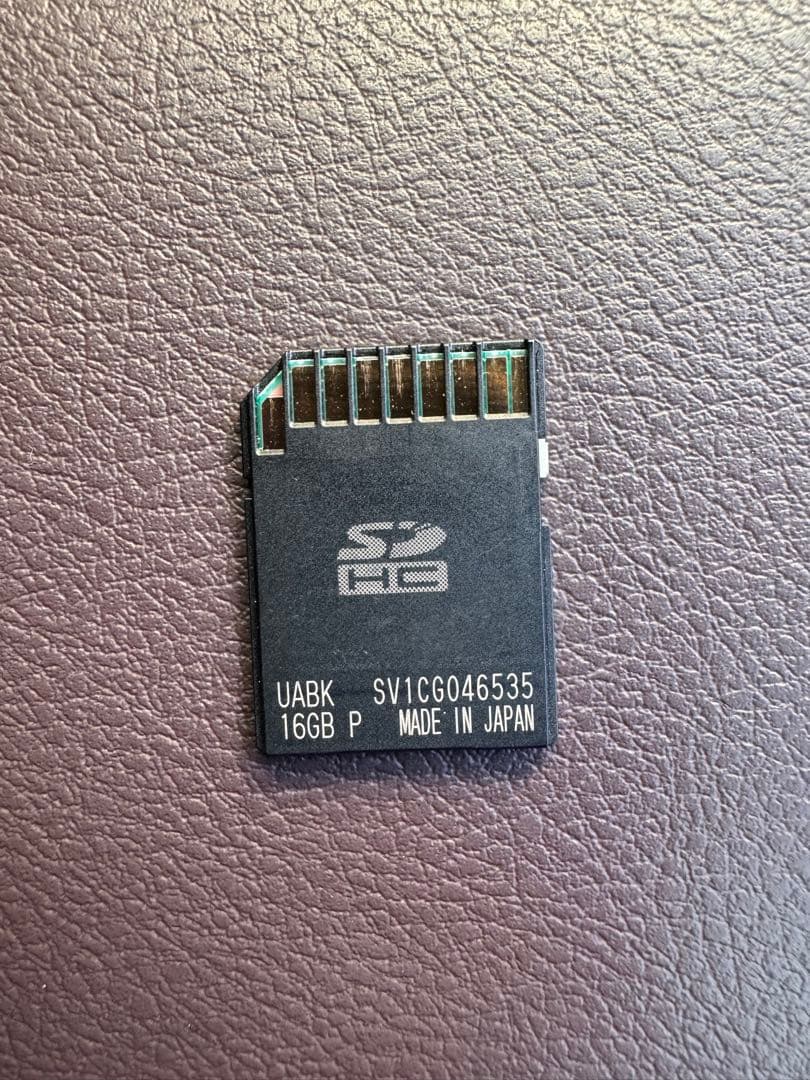 SD
HC
UABK SV1CG046535
16GB P MADE IN JAPAN